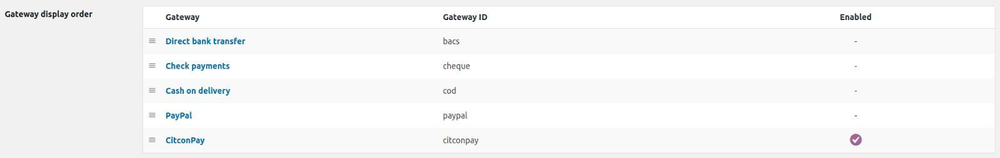 Gateway display order
Gateway Gateway ID Enabled
Direct bank transfer bacs -
Check payments cheque -
Cash on delivery cod -
PayPal paypal -
CitconPay citconpay